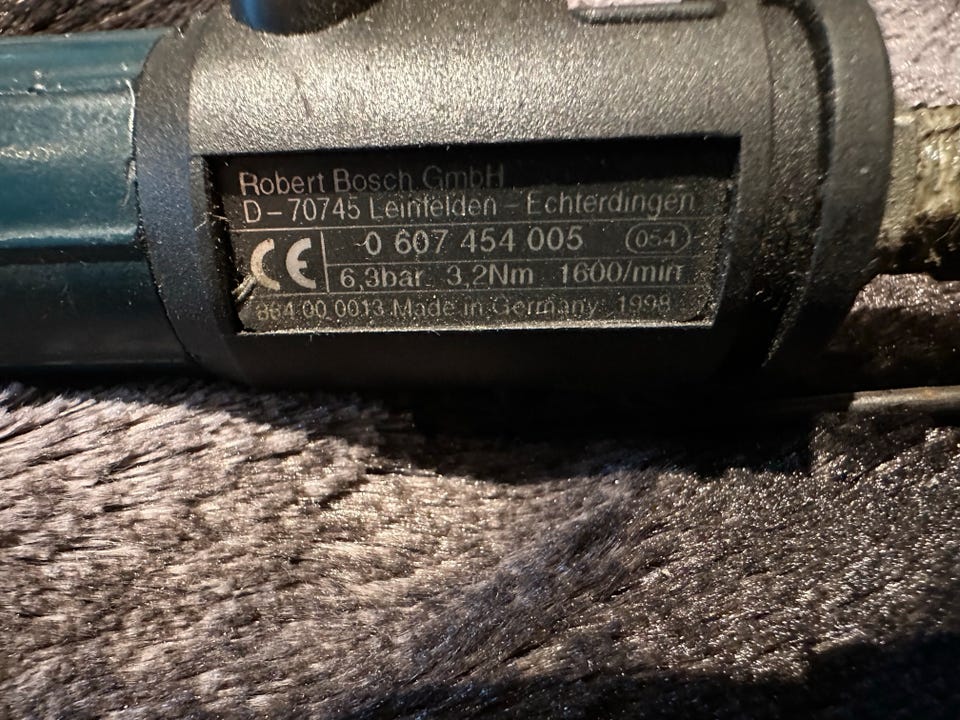 Robert Bosch GmbH
D-70745 Leinfelden - Echterdingen
CE 0 607 454 005 054
6,3bar 3,2Nm 1600/min
864 00 0013 Made in Germany 1998